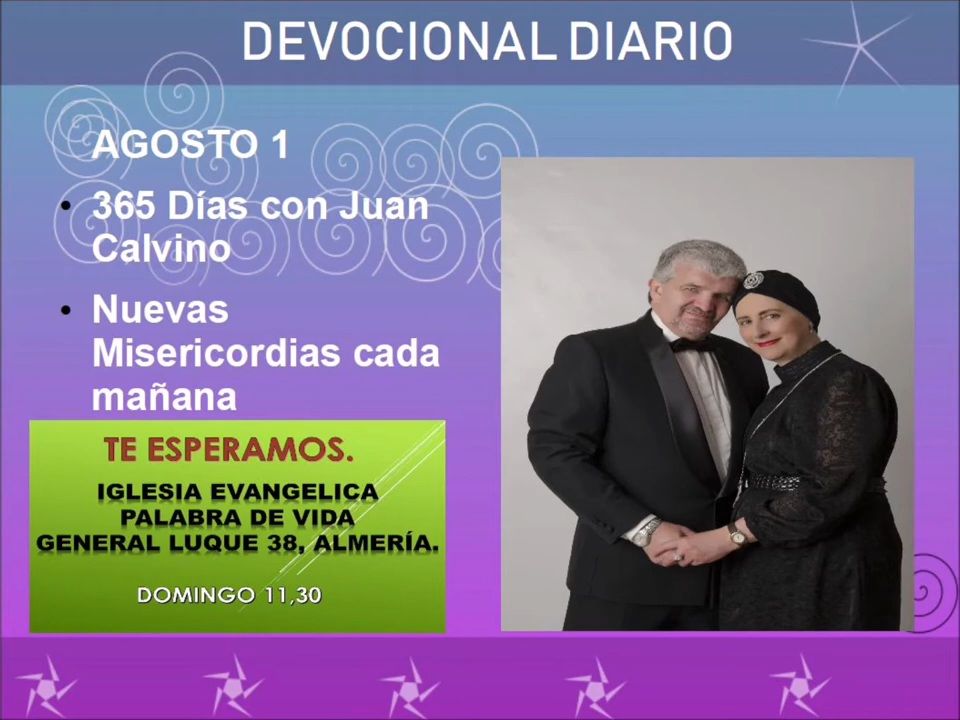 DEVOCIONAL DIARIO
AGOSTO 1
• 365 Días con Juan
Calvino
• Nuevas
Misericordias cada
mañana
TE ESPERAMOS.
IGLESIA EVANGELICA
PALABRA DE VIDA
GENERAL LUQUE 38, ALMERÍA.
DOMINGO 11,30